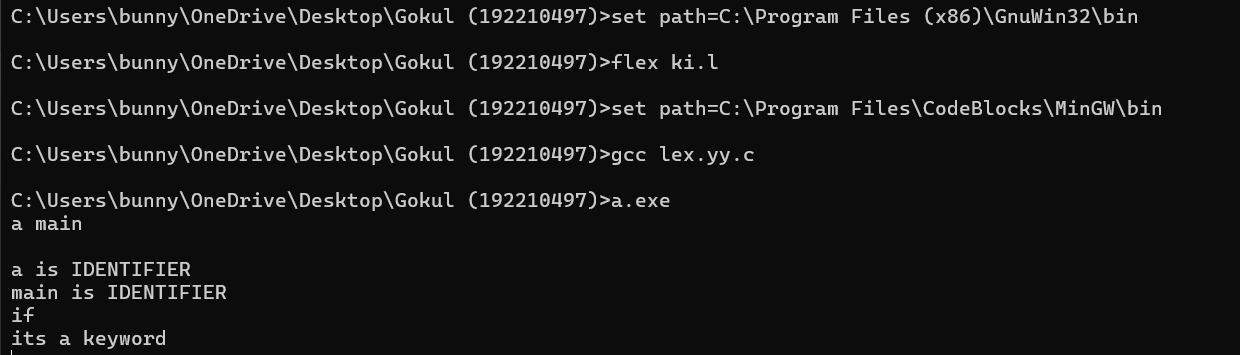 C:\Users\bunny\OneDrive\Desktop\Gokul (192210497)>set path=C:\Program Files (x86)\GnuWin32\bin
C:\Users\bunny\OneDrive\Desktop\Gokul (192210497)>flex ki.l
C:\Users\bunny\OneDrive\Desktop\Gokul (192210497)>set path=C:\Program Files\CodeBlocks\MinGW\bin
C:\Users\bunny\OneDrive\Desktop\Gokul (192210497)>gcc lex.yy.c
C:\Users\bunny\OneDrive\Desktop\Gokul (192210497)>a.exe
a main
a is IDENTIFIER
main is IDENTIFIER
if
its a keyword